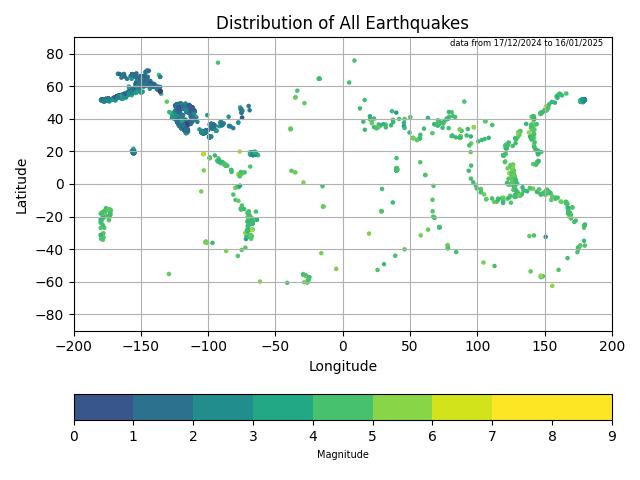 Distribution of All Earthquakes
data from 17/12/2024 to 16/01/2025
80
60
40
20
0
−20
−40
−60
−80
Latitude
−200 −150 −100 −50 0 50 100 150 200
Longitude
0 1 2 3 4 5 6 7 8 9
Magnitude